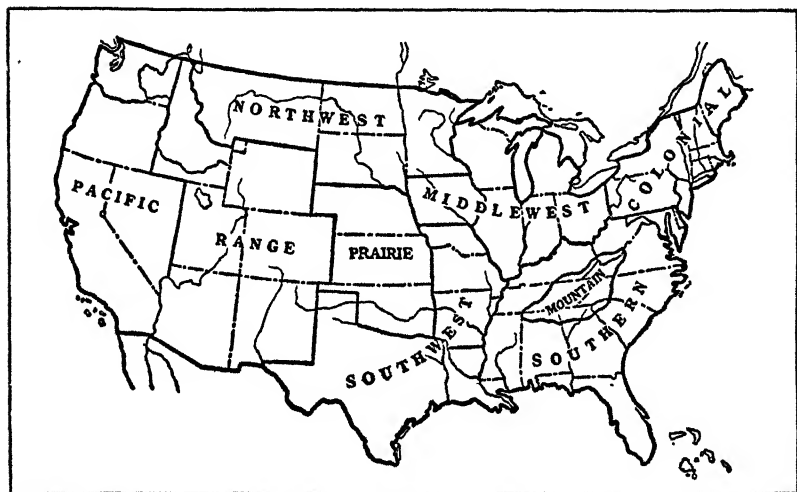 NORTHWEST
COLONIAL
PACIFIC
MIDDLEWEST
RANGE
PRAIRIE
MOUNTAIN
SOUTHWEST
SOUTHERN